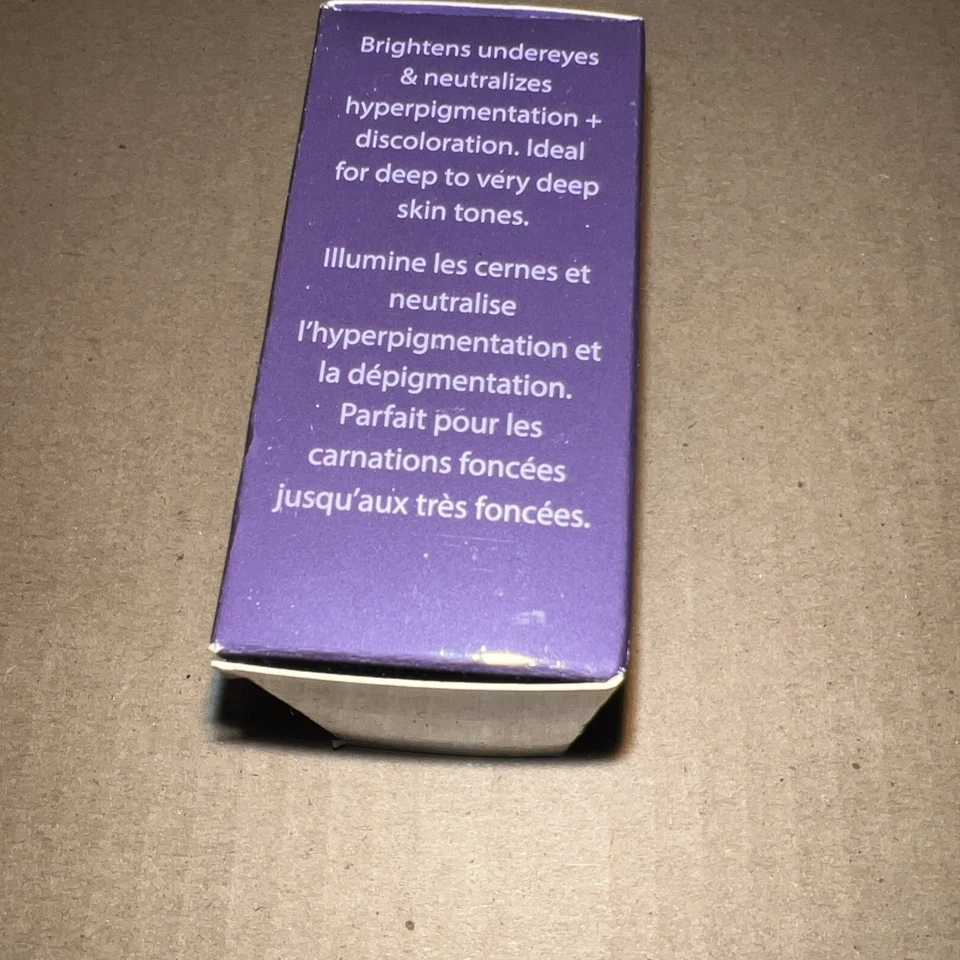 Brightens undereyes
& neutralizes
hyperpigmentation +
discoloration. Ideal
for deep to very deep
skin tones.
Illumine les cernes et
neutralise
l'hyperpigmentation et
la dépigmentation.
Parfait pour les
carnations foncées
jusqu'aux très foncées.